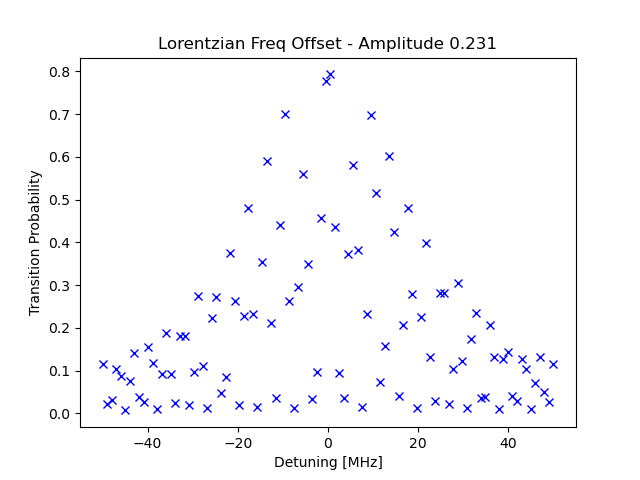 Lorentzian Freq Offset - Amplitude 0.231
0.8
0.7
0.6
0.5
0.4
0.3
0.2
0.1
0.0
Transition Probability
−40 −20 0 20 40
Detuning [MHz]